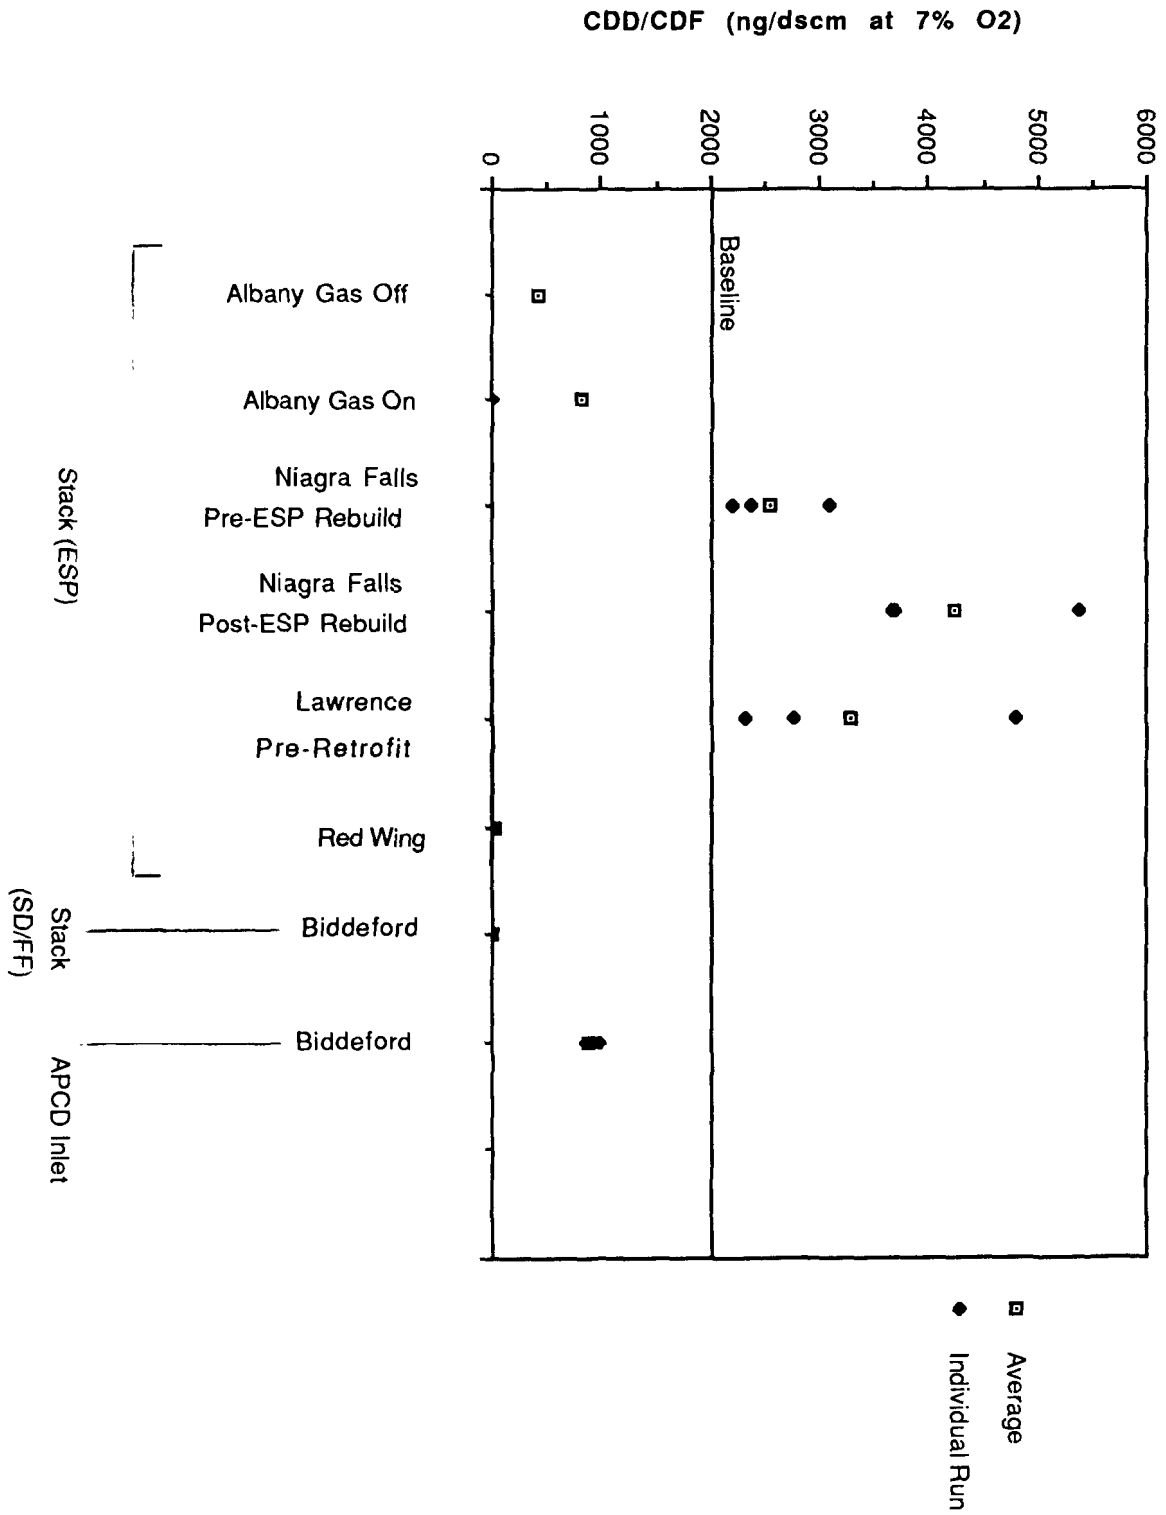 CDD/CDF (ng/dscm at 7% O2)
0
1000
2000
3000
4000
5000
6000
Baseline
Albany Gas Off
Albany Gas On
Niagra Falls
Pre-ESP Rebuild
Niagra Falls
Post-ESP Rebuild
Lawrence
Pre-Retrofit
Red Wing
Biddeford
Biddeford
Stack (ESP)
Stack
(SD/FF)
APCD Inlet
Average
Individual Run